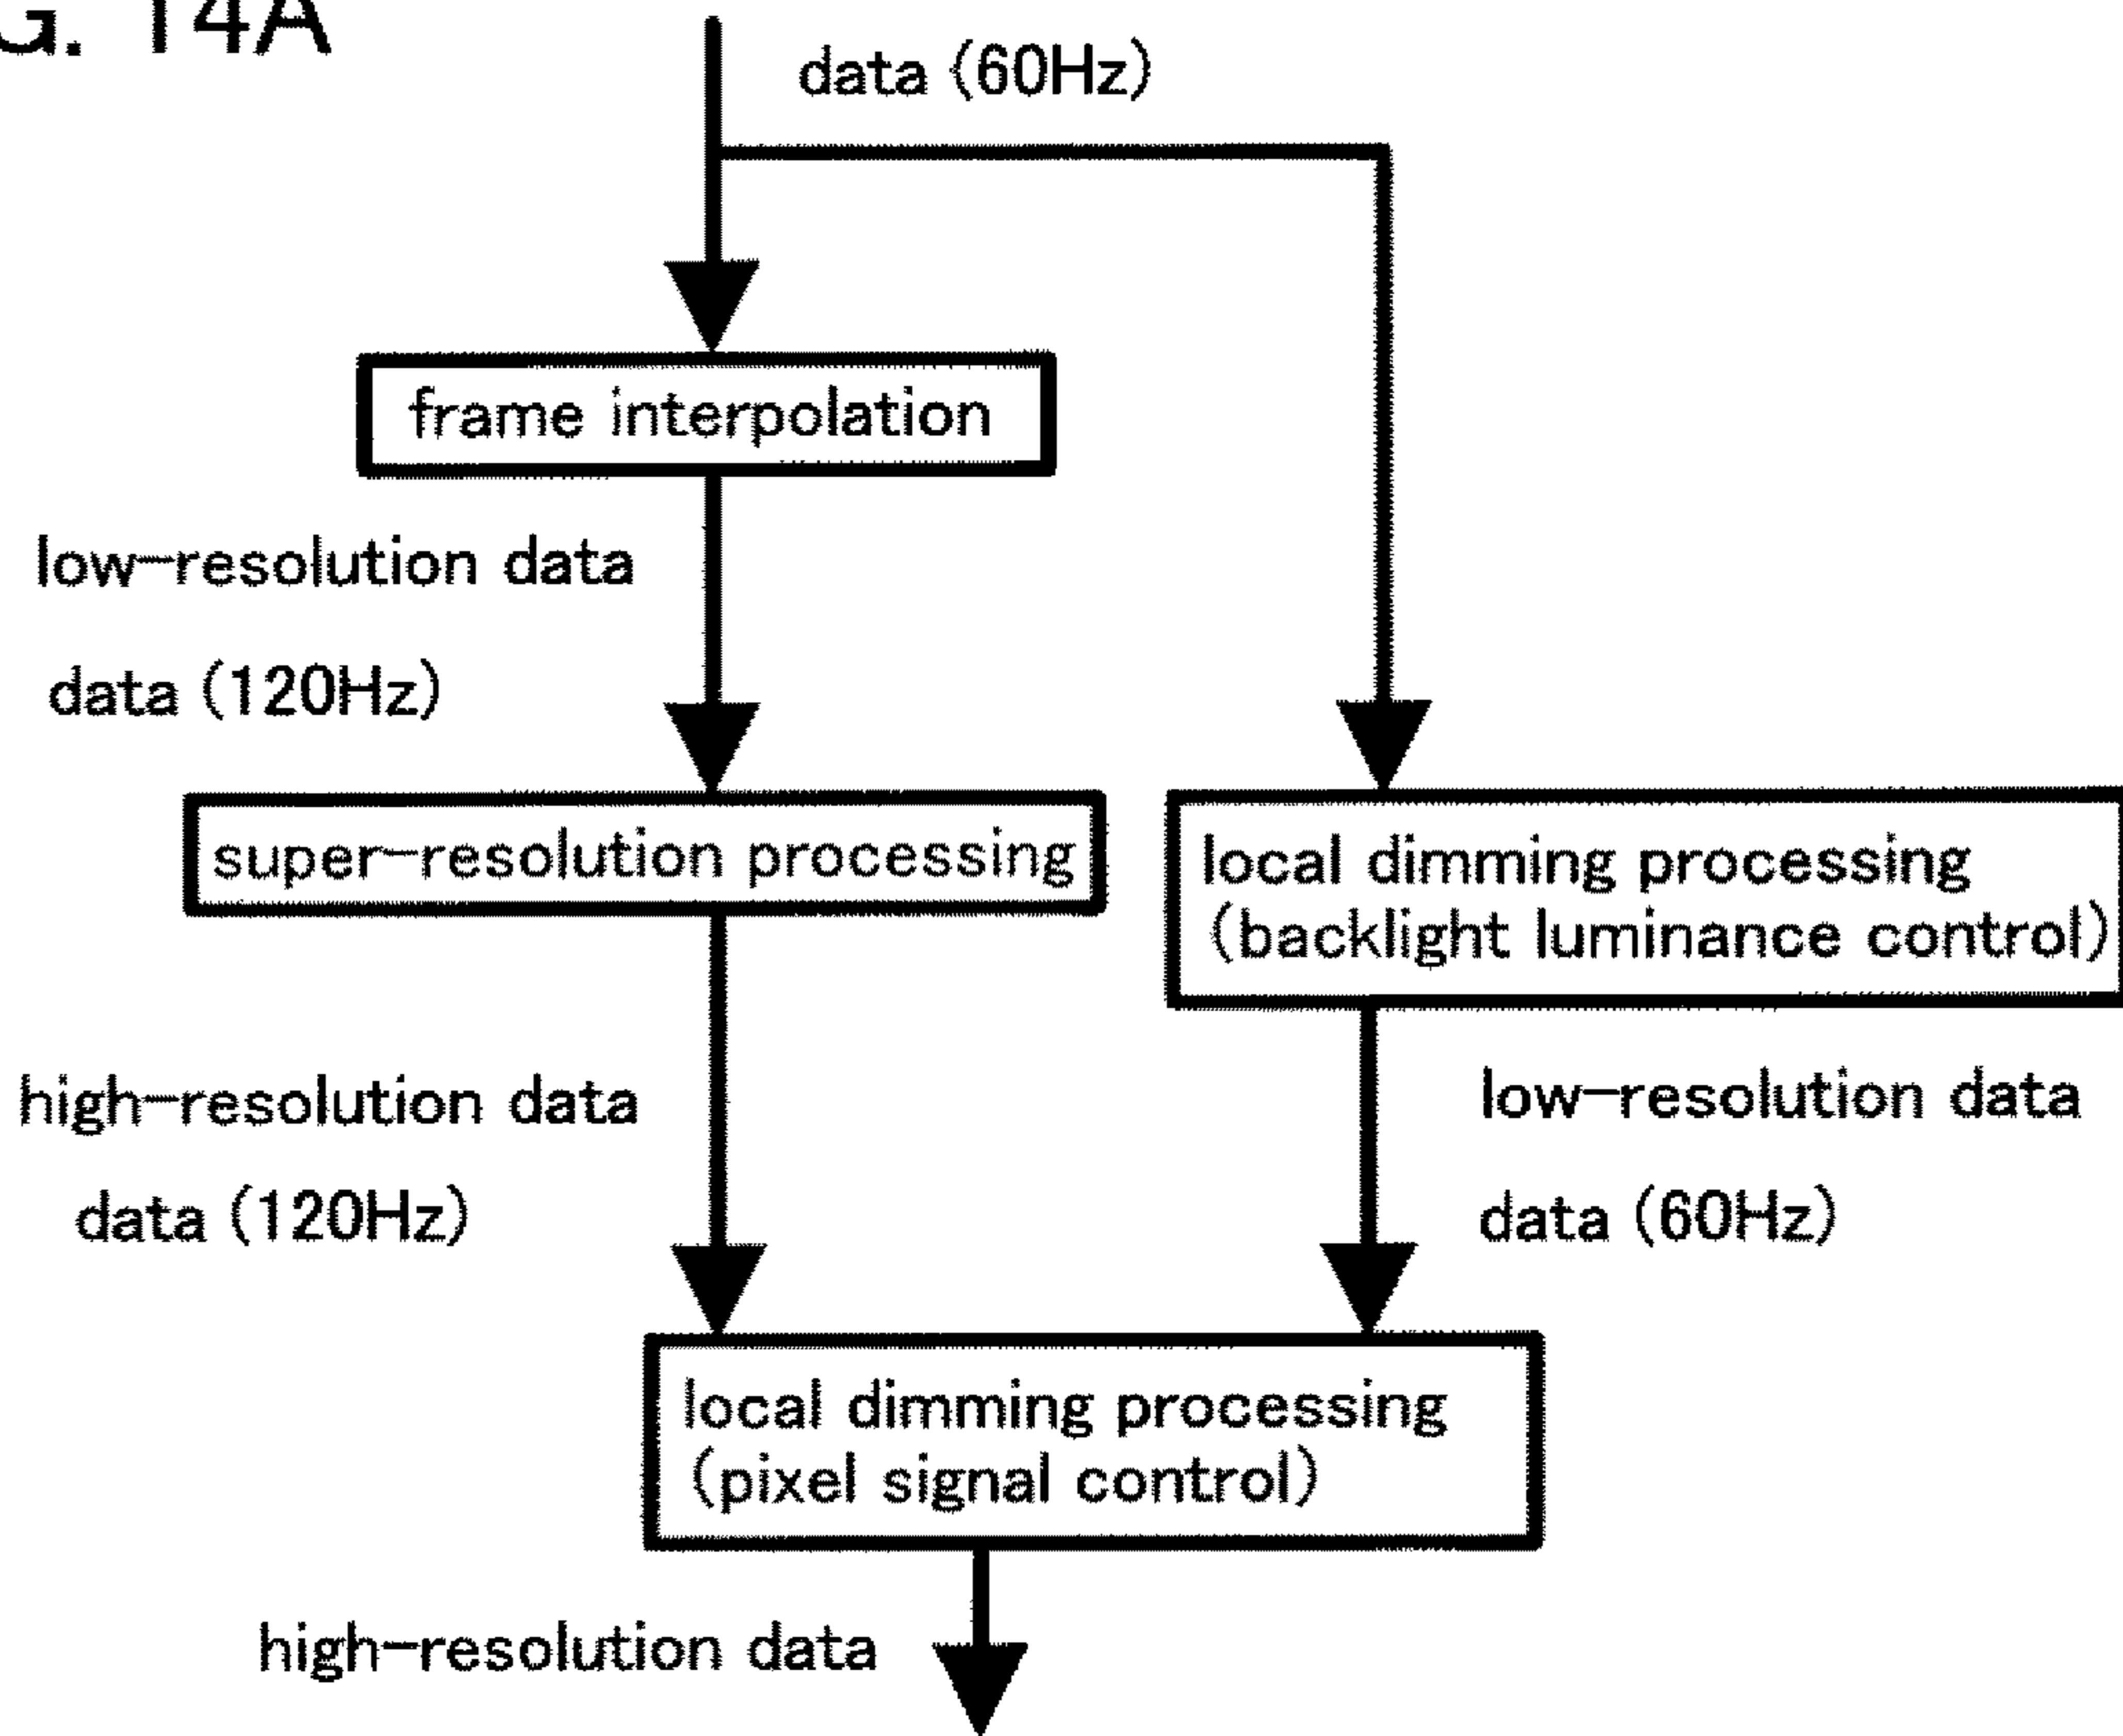 G. 14A
data (60Hz)
frame interpolation
low-resolution data
data (120Hz)
super-resolution processing
local dimming processing
(backlight luminance control)
high-resolution data
data (120Hz)
low-resolution data
data (60Hz)
local dimming processing
(pixel signal control)
high-resolution data